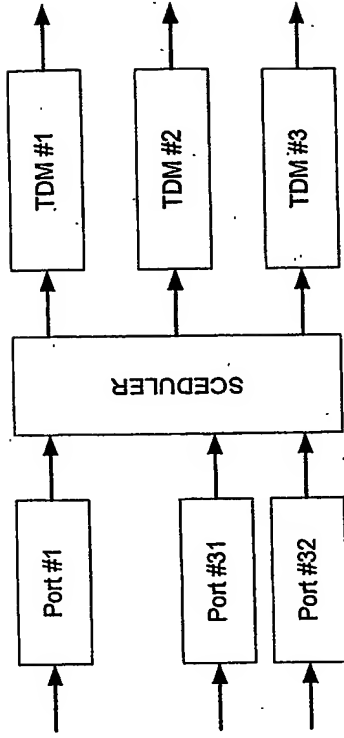 Port #1
Port #31
Port #32
SCEDULER
TDM #1
TDM #2
TDM #3